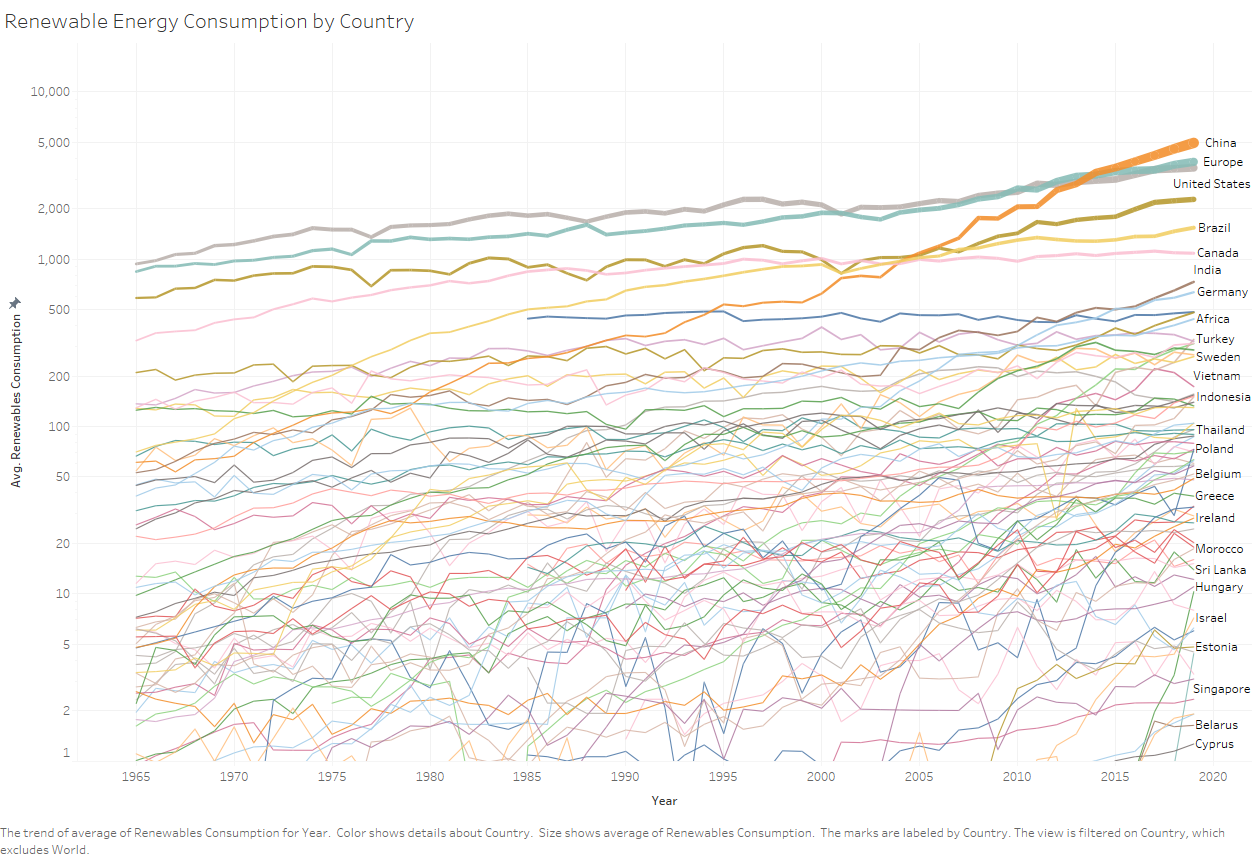 Renewable Energy Consumption by Country
10,000
5,000
2,000
1,000
500
200
100
50
20
10
5
2
1
Avg. Renewables Consumption
China
Europe
United States
Brazil
Canada
India
Germany
Africa
Turkey
Sweden
Vietnam
Indonesia
Thailand
Poland
Belgium
Greece
Ireland
Morocco
Sri Lanka
Hungary
Israel
Estonia
Singapore
Belarus
Cyprus
1965 1970 1975 1980 1985 1990 1995 2000 2005 2010 2015 2020
Year
The trend of average of Renewables Consumption for Year. Color shows details about Country. Size shows average of Renewables Consumption. The marks are labeled by Country. The view is filtered on Country, which
excludes World.